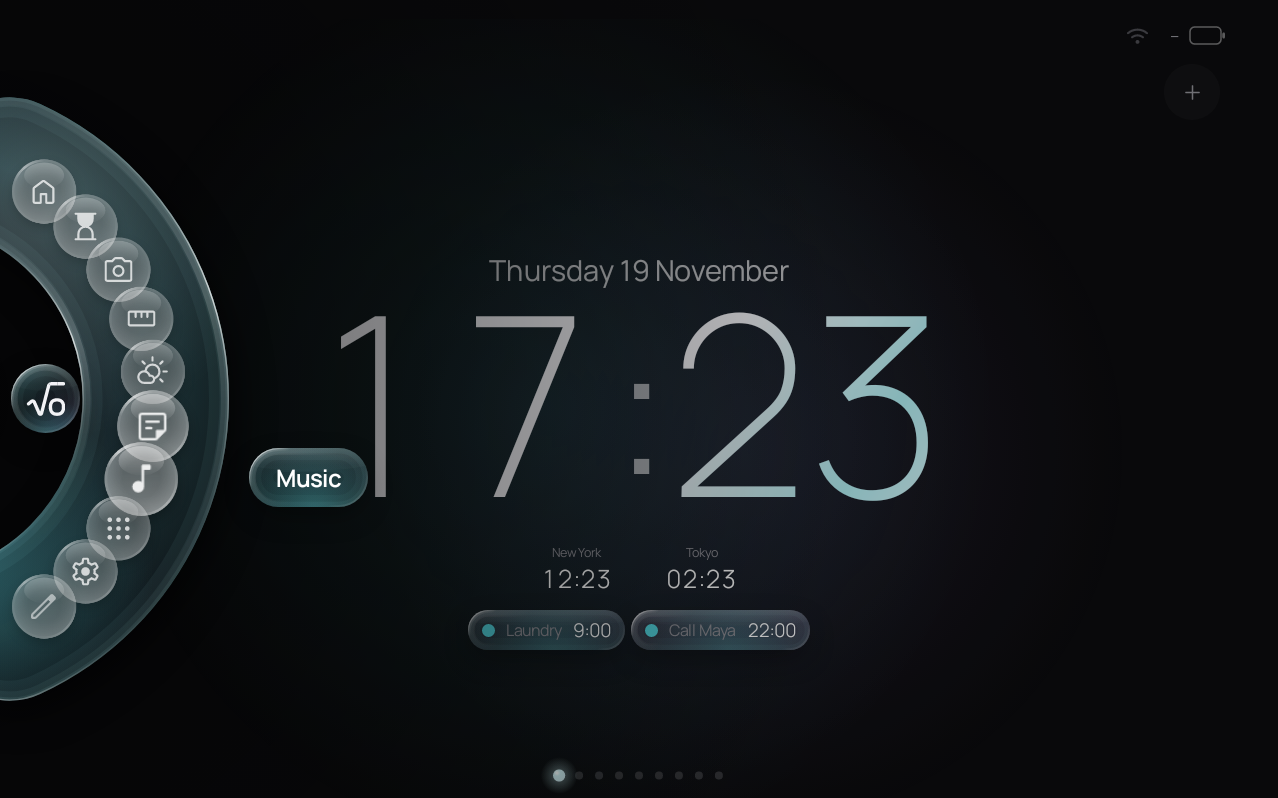 Thursday 19 November
17:23
Music
New York
12:23
Tokyo
02:23
Laundry 9:00
Call Maya 22:00